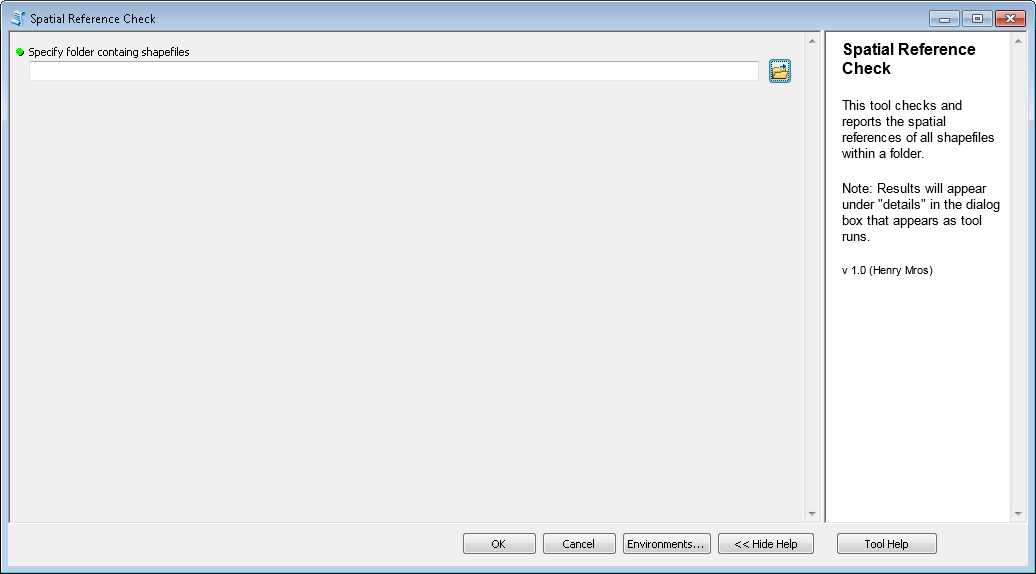 Spatial Reference Check
Specify folder containg shapefiles
Spatial Reference
Check
This tool checks and
reports the spatial
references of all shapefiles
within a folder.
Note: Results will appear
under "details" in the dialog
box that appears as tool
runs.
v 1.0 (Henry Mros)
OK
Cancel
Environments...
<< Hide Help
Tool Help